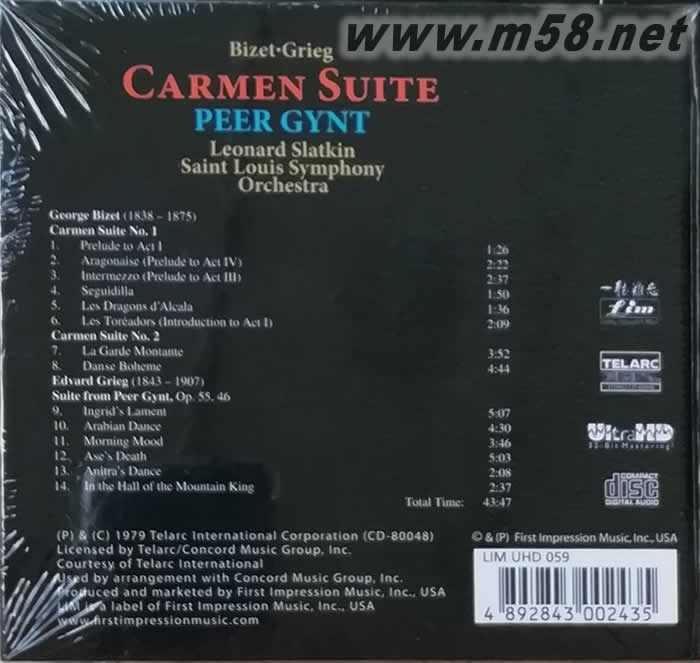 www.m58.net
Bizet·Grieg
CARMEN SUITE
PEER GYNT
Leonard Slatkin
Saint Louis Symphony
Orchestra
George Bizet (1838 – 1875)
Carmen Suite No. 1
1. Prelude to Act I 1:26
2. Aragonaise (Prelude to Act IV) 2:22
3. Intermezzo (Prelude to Act III) 2:37
4. Seguidilla 1:50
5. Les Dragons d'Alcala 1:36
6. Les Toréadors (Introduction to Act I) 2:09
Carmen Suite No. 2
7. La Garde Montante 3:52
8. Danse Boheme 4:44
Edvard Grieg (1843 – 1907)
Suite from Peer Gynt, Op. 55, 46
9. Ingrid's Lament 5:07
10. Arabian Dance 4:30
11. Morning Mood 3:46
12. Ase's Death 5:03
13. Anitra's Dance 2:08
14. In the Hall of the Mountain King 2:37
Total Time: 43:47
一聽難忘
Lim
TELARC
UltraHD
32-Bit Mastering
COMPACT
disc
DIGITAL AUDIO
(P) & (C) 1979 Telarc International Corporation (CD-80048)
Licensed by Telarc/Concord Music Group, Inc.
Courtesy of Telarc International
Used by arrangement with Concord Music Group, Inc.
Produced and marketed by First Impression Music, Inc., USA
LIM is a label of First Impression Music, Inc., USA
www.firstimpressionmusic.com
© & (P) First Impression Music, Inc., USA
LIM UHD 059
4 892843 002435